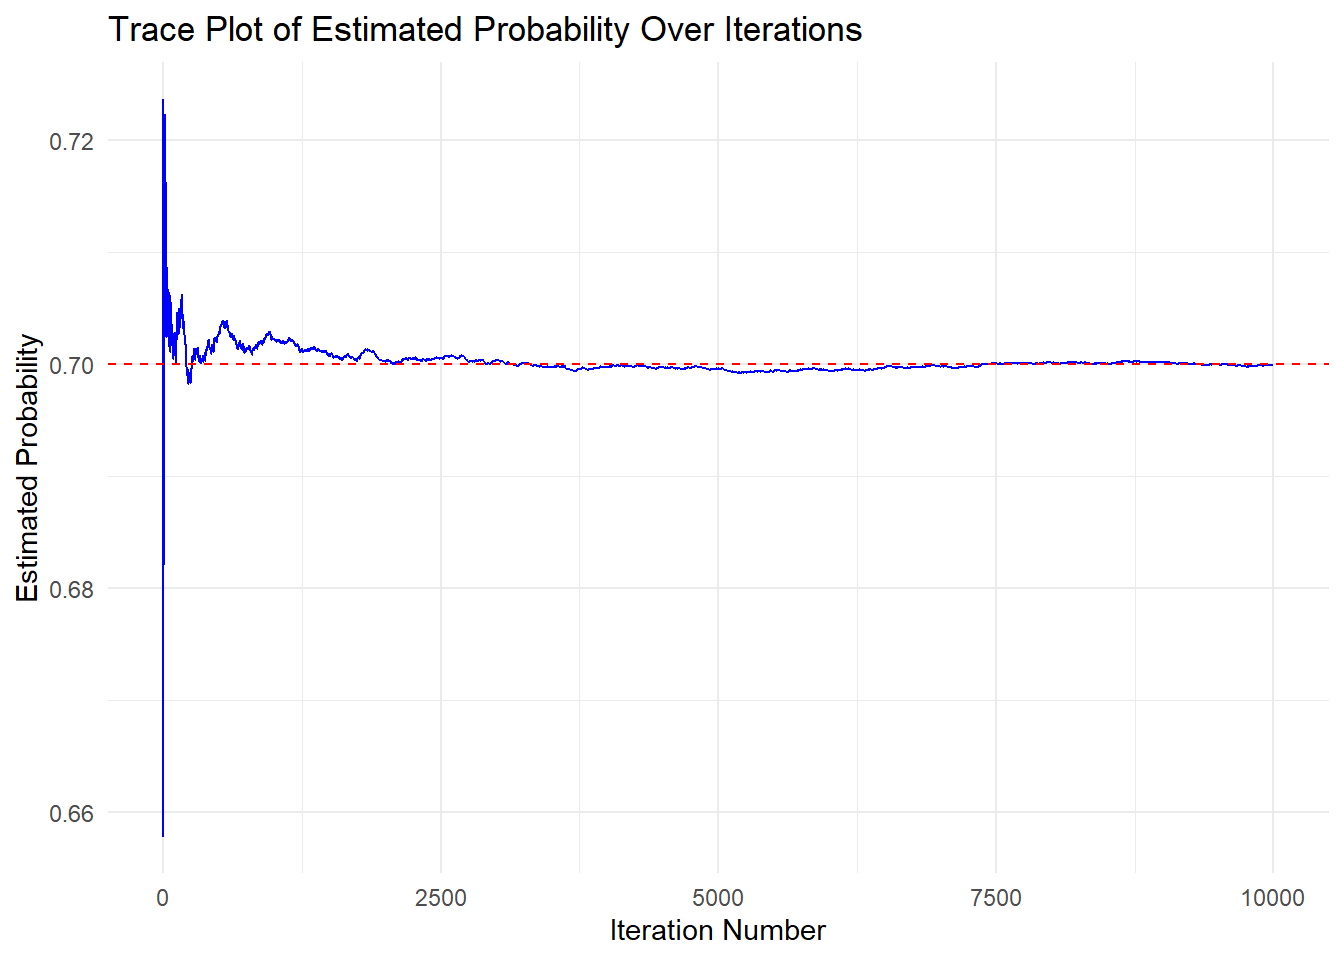 Trace Plot of Estimated Probability Over Iterations
Estimated Probability
0.72
0.70
0.68
0.66
0 2500 5000 7500 10000
Iteration Number